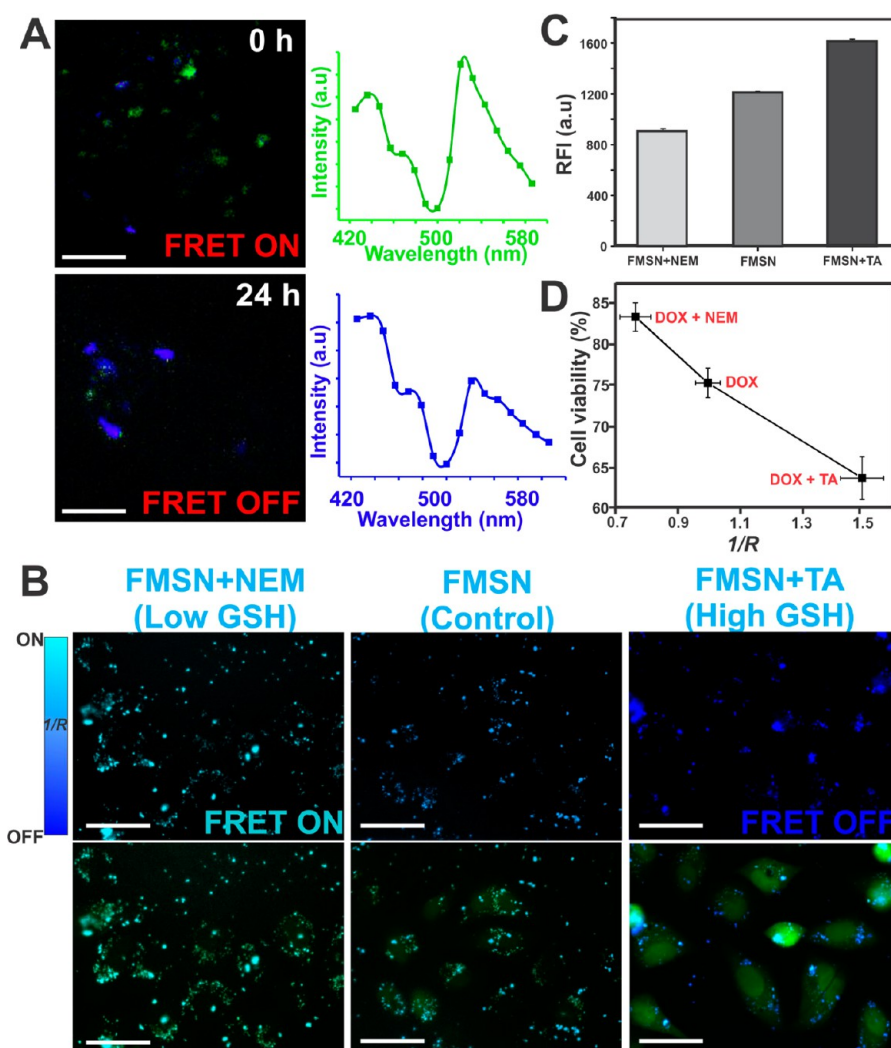 A
0 h
FRET ON
24 h
FRET OFF
Intensity (a.u)
420 500 580
Wavelength (nm)
Intensity (a.u)
420 500 580
Wavelength (nm)
C
RFI (a.u)
1600
1200
800
400
0
FMSN+NEM FMSN FMSN+TA
D
Cell viability (%)
85
80
75
70
65
60
DOX + NEM
DOX
DOX + TA
0.7 0.9 1.1 1.3 1.5
1/R
B
FMSN+NEM
(Low GSH)
FMSN
(Control)
FMSN+TA
(High GSH)
ON
1/R
OFF
FRET ON
FRET OFF